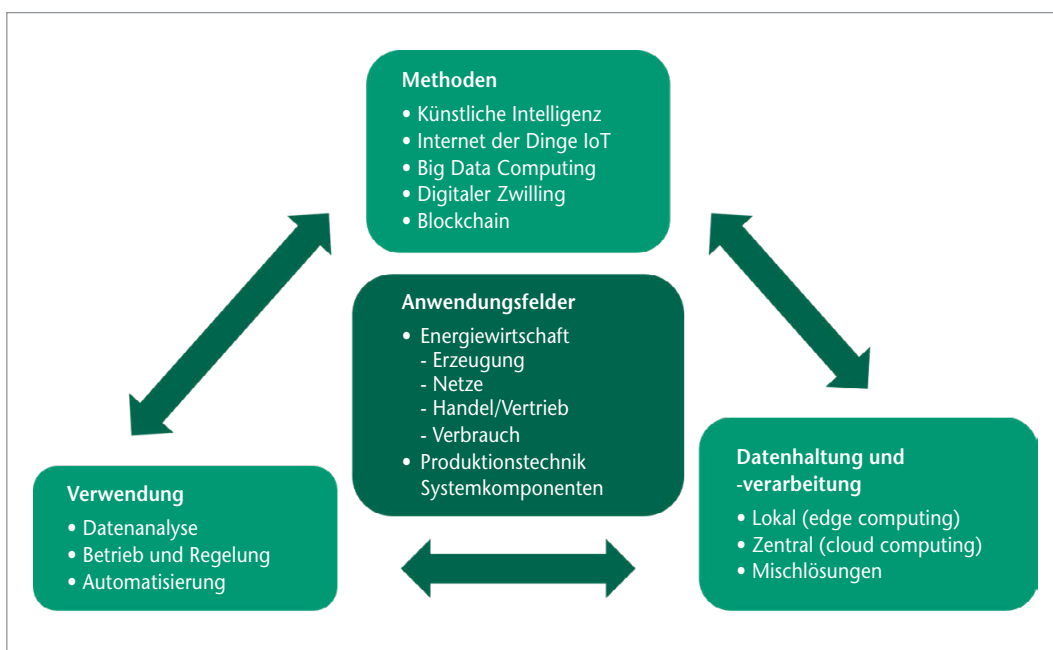 Methoden
• Künstliche Intelligenz
• Internet der Dinge IoT
• Big Data Computing
• Digitaler Zwilling
• Blockchain
Anwendungsfelder
• Energiewirtschaft
- Erzeugung
- Netze
- Handel/Vertrieb
- Verbrauch
• Produktionstechnik
Systemkomponenten
Verwendung
• Datenanalyse
• Betrieb und Regelung
• Automatisierung
Datenhaltung und
-verarbeitung
• Lokal (edge computing)
• Zentral (cloud computing)
• Mischlösungen